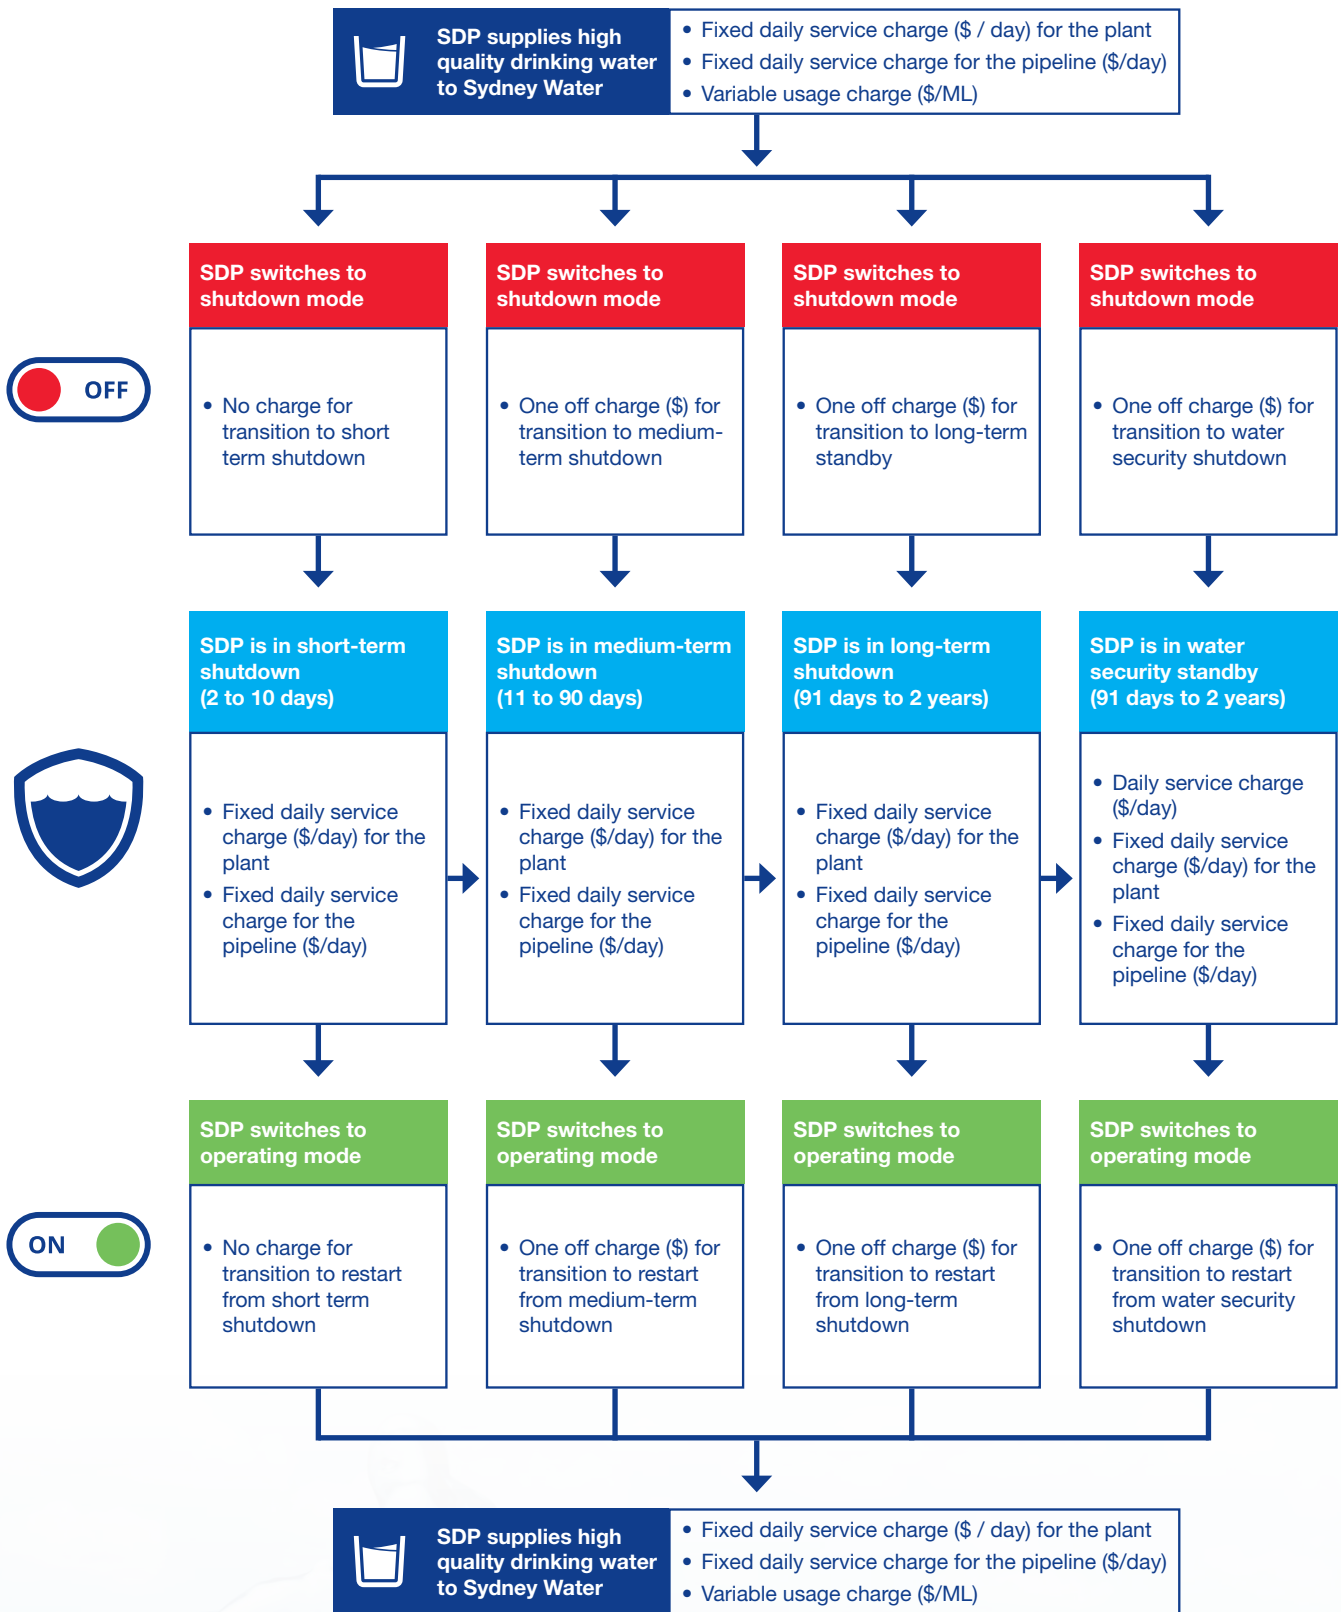 SDP supplies high
quality drinking water
to Sydney Water
• Fixed daily service charge ($ / day) for the plant
• Fixed daily service charge for the pipeline ($/day)
• Variable usage charge ($/ML)
OFF
SDP switches to
shutdown mode
• No charge for
transition to short
term shutdown
SDP switches to
shutdown mode
• One off charge ($) for
transition to medium-
term shutdown
SDP switches to
shutdown mode
• One off charge ($) for
transition to long-term
standby
SDP switches to
shutdown mode
• One off charge ($) for
transition to water
security shutdown
SDP is in short-term
shutdown
(2 to 10 days)
• Fixed daily service
charge ($/day) for the
plant
• Fixed daily service
charge for the
pipeline ($/day)
SDP is in medium-term
shutdown
(11 to 90 days)
• Fixed daily service
charge ($/day) for the
plant
• Fixed daily service
charge for the
pipeline ($/day)
SDP is in long-term
shutdown
(91 days to 2 years)
• Fixed daily service
charge ($/day) for the
plant
• Fixed daily service
charge for the
pipeline ($/day)
SDP is in water
security standby
(91 days to 2 years)
• Daily service charge
($/day)
• Fixed daily service
charge ($/day) for the
plant
• Fixed daily service
charge for the
pipeline ($/day)
ON
SDP switches to
operating mode
• No charge for
transition to restart
from short term
shutdown
SDP switches to
operating mode
• One off charge ($) for
transition to restart
from medium-term
shutdown
SDP switches to
operating mode
• One off charge ($) for
transition to restart
from long-term
shutdown
SDP switches to
operating mode
• One off charge ($) for
transition to restart
from water security
shutdown
SDP supplies high
quality drinking water
to Sydney Water
• Fixed daily service charge ($ / day) for the plant
• Fixed daily service charge for the pipeline ($/day)
• Variable usage charge ($/ML)